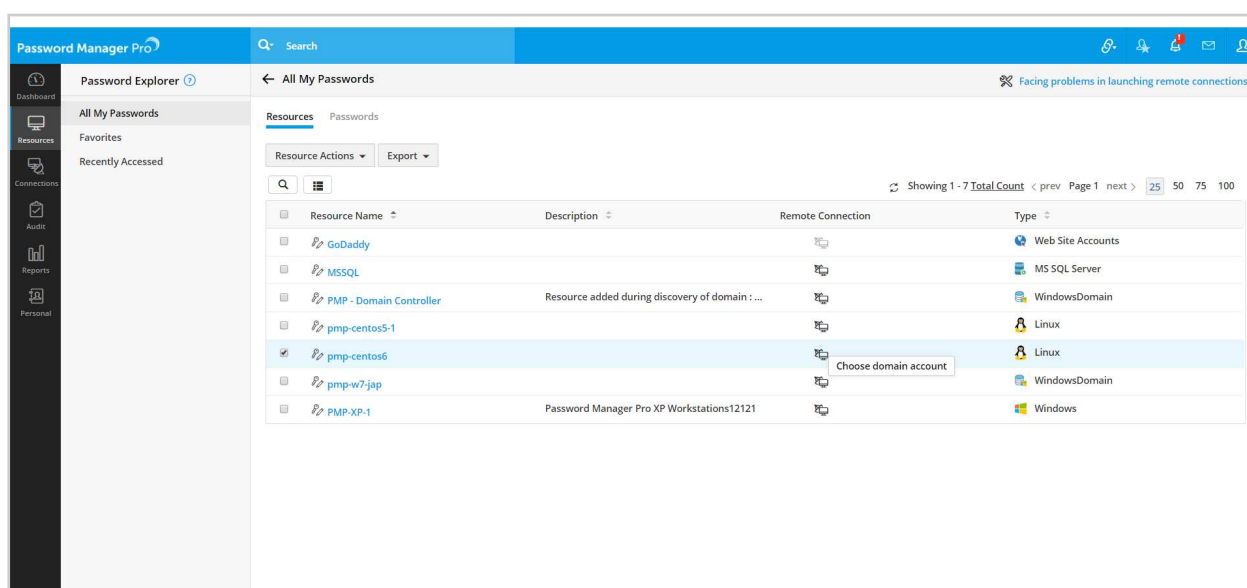 Password Manager Pro
Search
Dashboard
Resources
Connections
Audit
Reports
Personal
Password Explorer ?
All My Passwords
Favorites
Recently Accessed
← All My Passwords
Facing problems in launching remote connections
Resources Passwords
Resource Actions Export
Showing 1 - 7 Total Count < prev Page 1 next > 25 50 75 100
Resource Name Description Remote Connection Type
GoDaddy Web Site Accounts
MSSQL MS SQL Server
PMP - Domain Controller Resource added during discovery of domain : ... WindowsDomain
pmp-centos5-1 Linux
pmp-centos6 Linux
Choose domain account
pmp-w7-jap WindowsDomain
PMP-XP-1 Password Manager Pro XP Workstations12121 Windows